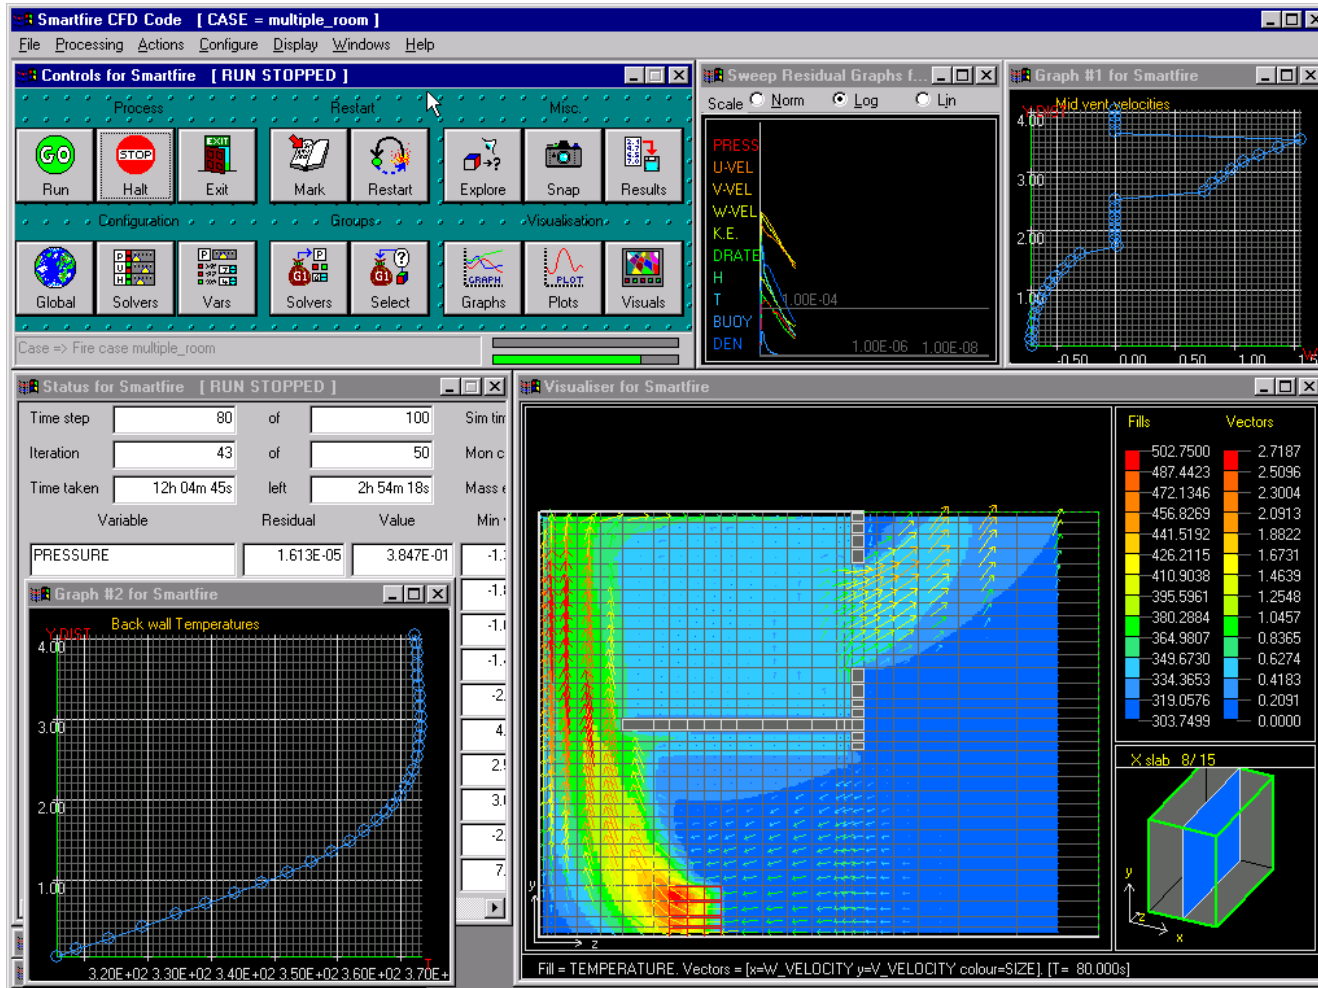 Smartfire CFD Code [ CASE = multiple_room ]
File Processing Actions Configure Display Windows Help
Controls for Smartfire [ RUN STOPPED ]
Process Restart Misc.
GO STOP EXIT
Run Halt Exit Mark Restart Explore Snap Results
Configuration Groups Visualisation
GRAPH PLOT
Global Solvers Vars Solvers Select Graphs Plots Visuals
Case => Fire case multiple_room
Sweep Residual Graphs f...
Scale Norm Log Lin
PRESS
U-VEL
V-VEL
W-VEL
K.E.
DRATE
H
T
BUOY
DEN
1.00E-04
1.00E-06 1.00E-08
Graph #1 for Smartfire
Mid vent velocities
4.00
3.00
2.00
1.00
-0.50 0.00 0.50 1.00
Status for Smartfire [ RUN STOPPED ]
Time step 80 of 100 Sim tim
Iteration 43 of 50 Mon c
Time taken 12h 04m 45s left 2h 54m 18s Mass e
Variable Residual Value Min
PRESSURE 1.613E-05 3.847E-01
Graph #2 for Smartfire
Back wall Temperatures
Y DIST
4.00
3.00
2.00
1.00
3.20E+02 3.30E+02 3.40E+02 3.50E+02 3.60E+02 3.70E+02
T
Visualiser for Smartfire
y
z
Fill = TEMPERATURE. Vectors = [x=W_VELOCITY y=V_VELOCITY colour=SIZE]. [T= 80.000s]
Fills Vectors
502.7500 2.7187
487.4423 2.5096
472.1346 2.3004
456.8269 2.0913
441.5192 1.8822
426.2115 1.6731
410.9038 1.4639
395.5961 1.2548
380.2884 1.0457
364.9807 0.8365
349.6730 0.6274
334.3653 0.4183
319.0576 0.2091
303.7499 0.0000
X slab 8/15
y
z
x